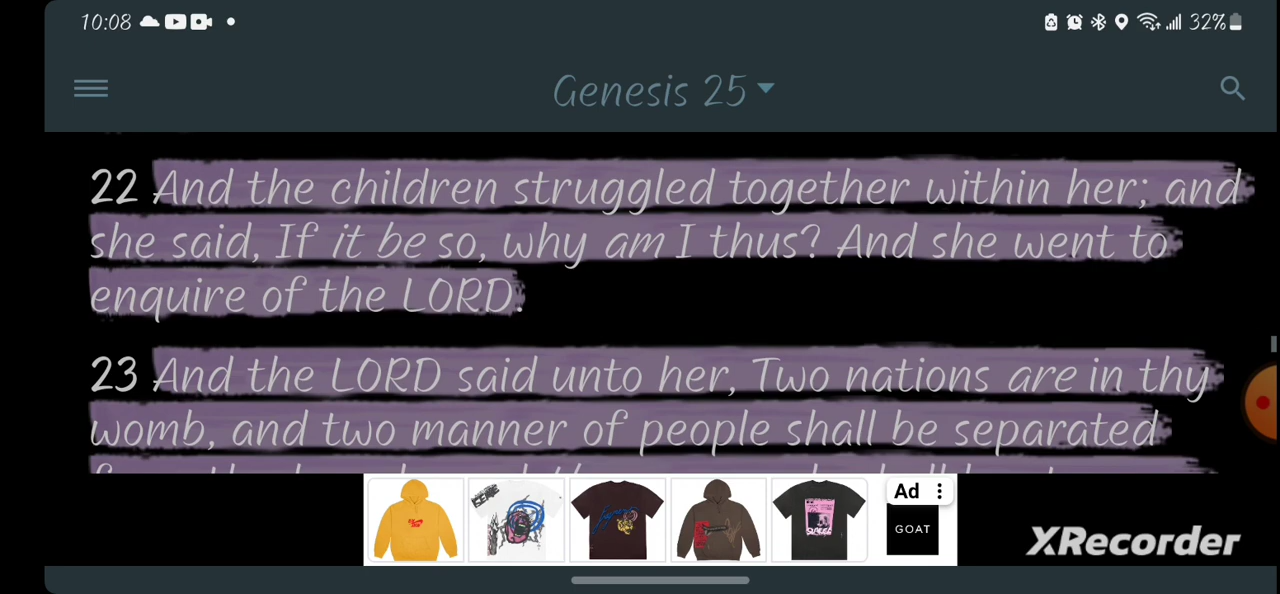 10:08
32%
Genesis 25
22 And the children struggled together within her; and
she said, If it be so, why am I thus? And she went to
enquire of the LORD.
23 And the LORD said unto her, Two nations are in thy
womb, and two manner of people shall be separated
Ad
GOAT
XRecorder